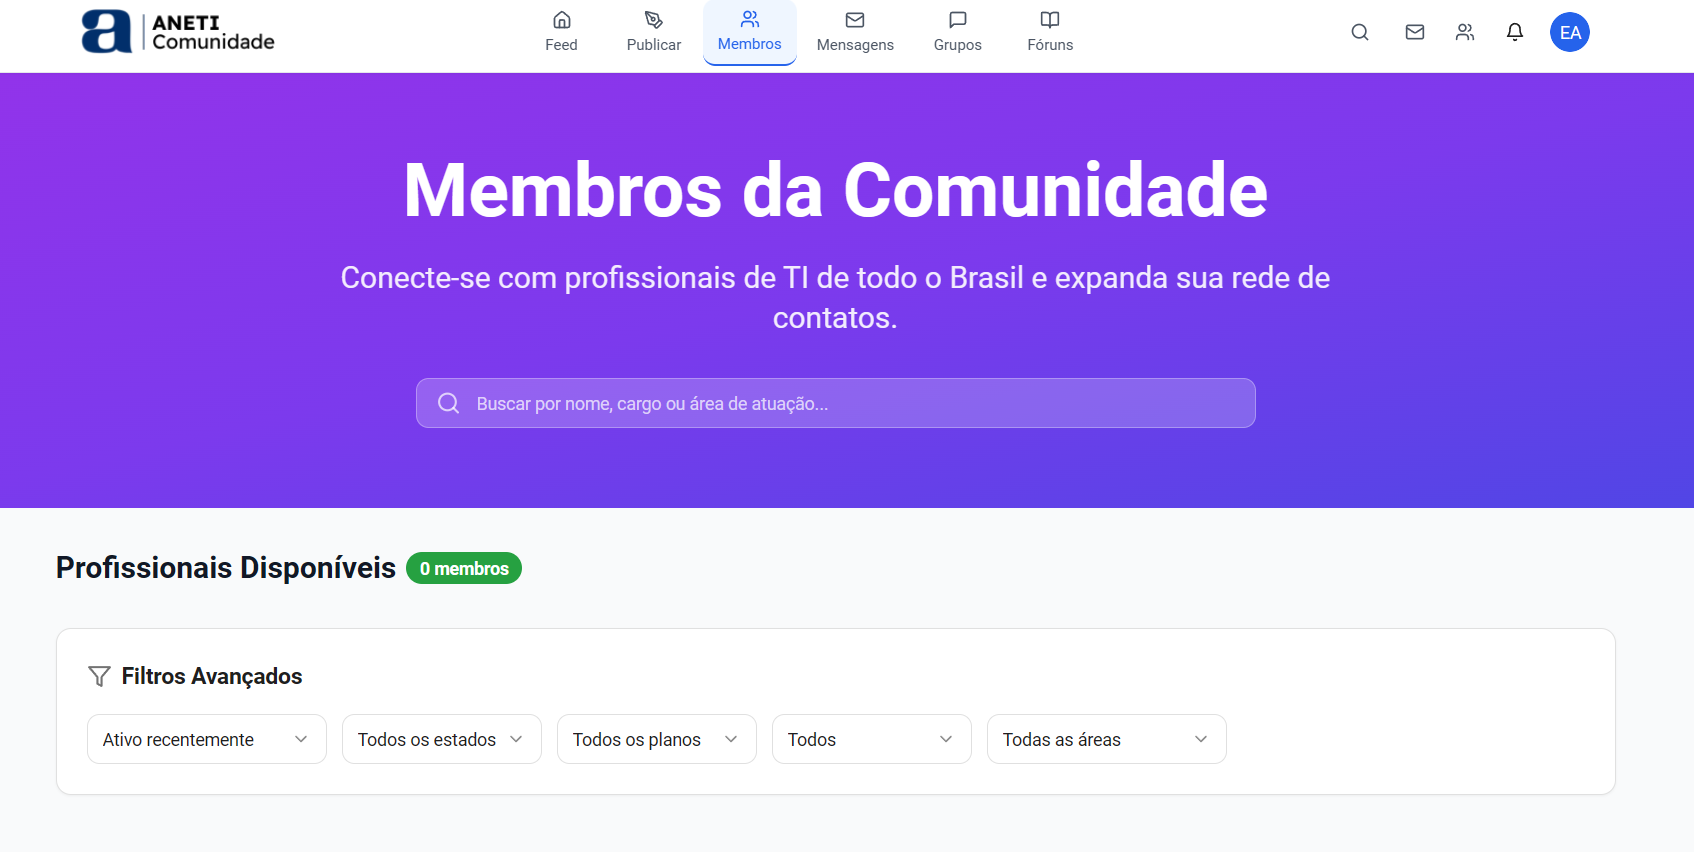 a | ANETI
Comunidade
Feed
Publicar
Membros
Mensagens
Grupos
Fóruns
EA
Membros da Comunidade
Conecte-se com profissionais de TI de todo o Brasil e expanda sua rede de
contatos.
Buscar por nome, cargo ou área de atuação...
Profissionais Disponíveis 0 membros
Filtros Avançados
Ativo recentemente
Todos os estados
Todos os planos
Todos
Todas as áreas